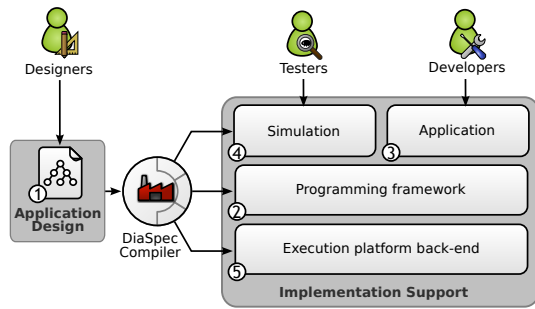 Designers
Testers
Developers
Simulation
4
Application
3
1
Application
Design
DiaSpec
Compiler
Programming framework
2
Execution platform back-end
5
Implementation Support